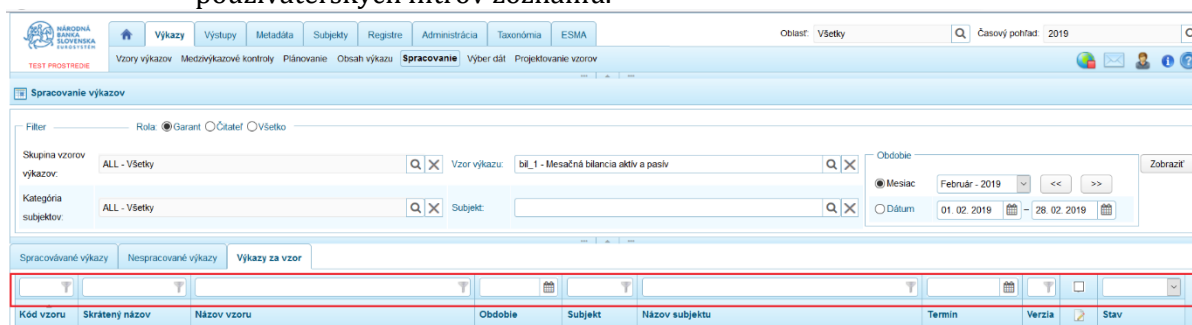 používateľských filtrov zoznamu.
NÁRODNÁ BANKA SLOVENSKA EUROSYSTÉM
Výkazy Výstupy Metadáta Subjekty Registre Administrácia Taxonómia ESMA Oblasť: Všetky Časový pohľad: 2019
TEST PROSTREDIE
Vzory výkazov Medzivýkazové kontroly Plánovanie Obsah výkazu Spracovanie Výber dát Projektovanie vzorov
Spracovanie výkazov
Filter Rola: Garant Čitateľ Všetko
Skupina vzorov výkazov: ALL - Všetky Vzor výkazu: bil_1 - Mesačná bilancia aktív a pasív Obdobie Zobraziť
Mesiac Február - 2019 << >>
Kategória subjektov: ALL - Všetky Subjekt: Dátum 01. 02. 2019 – 28. 02. 2019
Spracovávané výkazy Nespracované výkazy Výkazy za vzor
Kód vzoru Skrátený názov Názov vzoru Obdobie Subjekt Názov subjektu Termín Verzia Stav